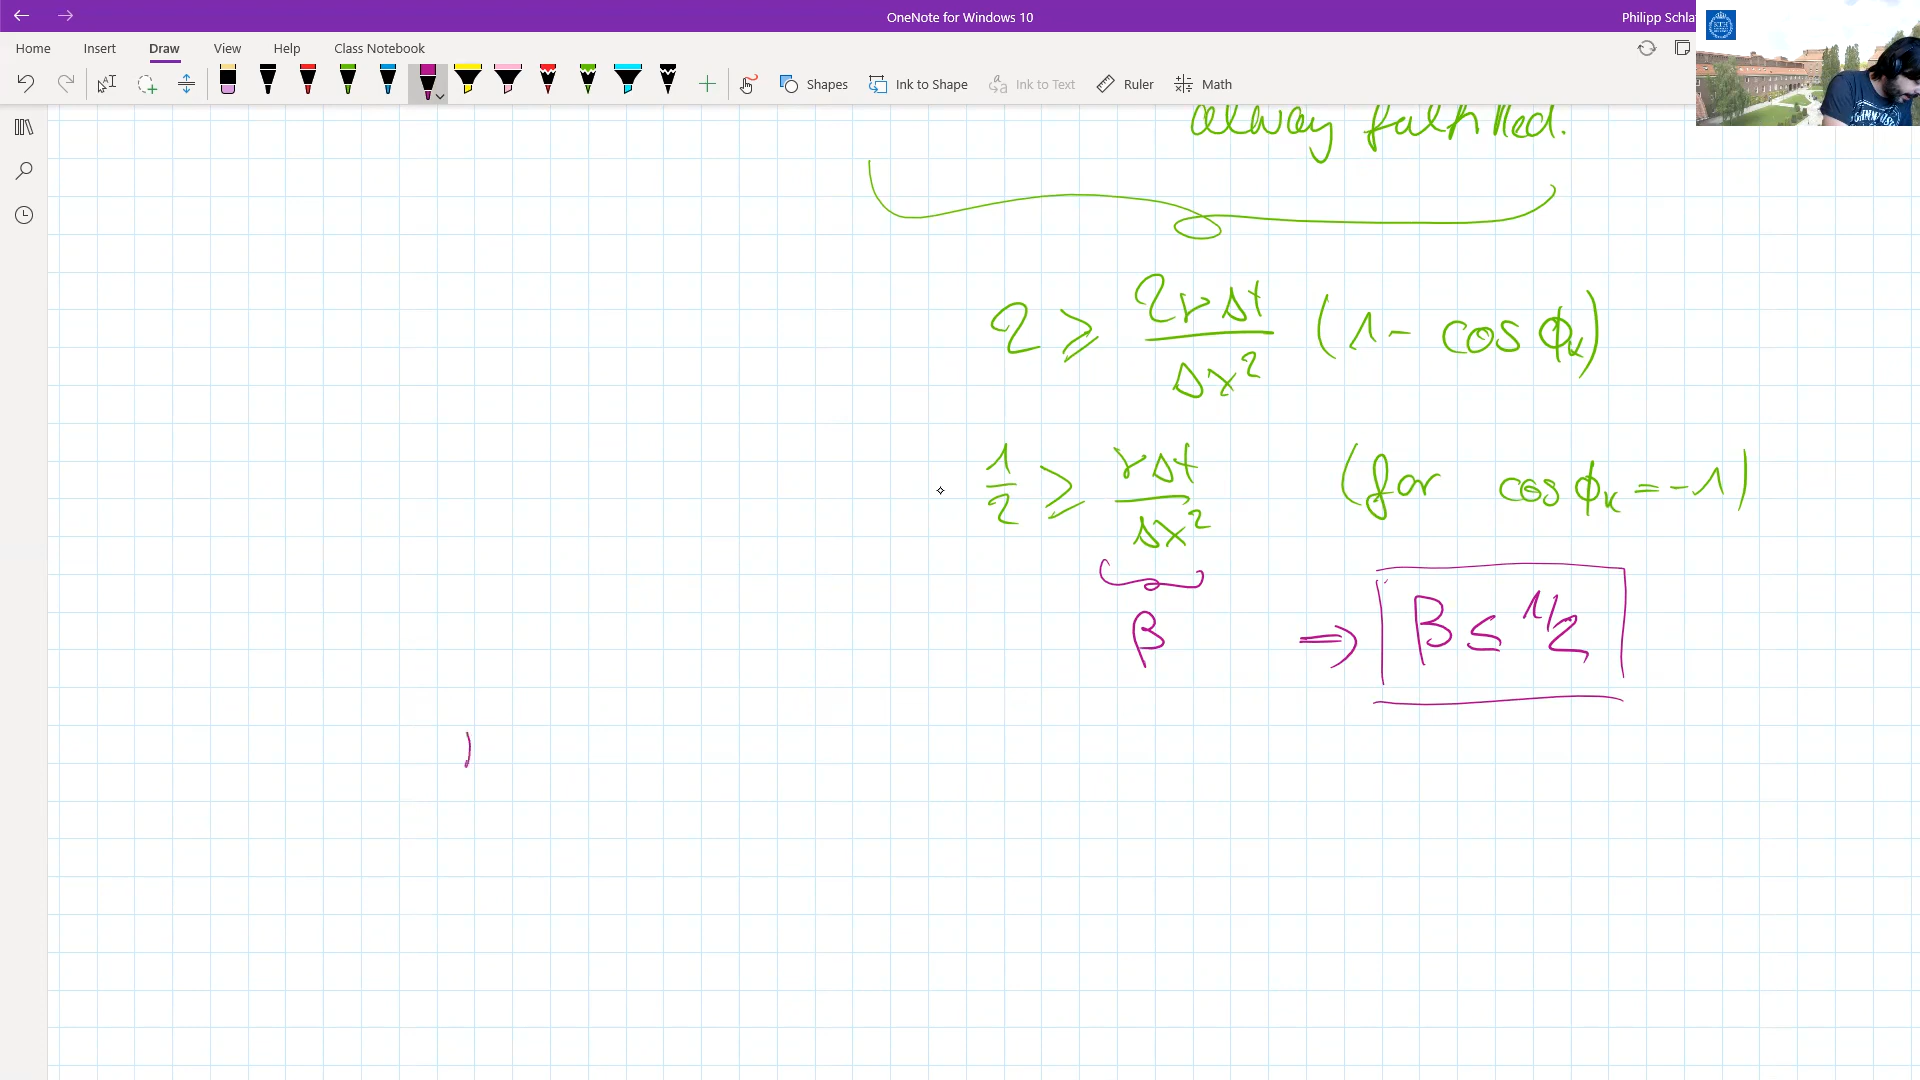 OneNote for Windows 10
Philipp Schla
Home Insert Draw View Help Class Notebook
Shapes Ink to Shape Ink to Text Ruler Math
KTH
alway fulfilled.
2 ≥ 2νΔt / Δx² (1 - cos ϕₖ)
1/2 ≥ νΔt / Δx² (for cos ϕₖ = -1)
β ⇒ β ≤ 1/2